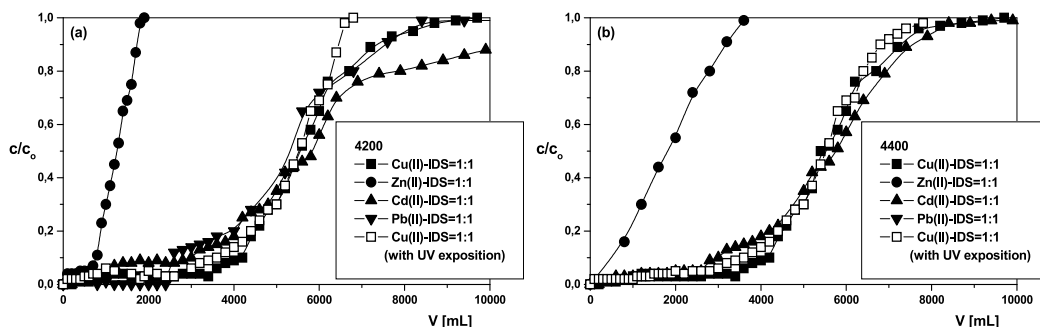 (a)
c/c₀
1,0
0,8
0,6
0,4
0,2
0,0
0 2000 4000 6000 8000 10000
V [mL]
4200
Cu(II)-IDS=1:1
Zn(II)-IDS=1:1
Cd(II)-IDS=1:1
Pb(II)-IDS=1:1
Cu(II)-IDS=1:1
(with UV exposition)
(b)
c/c₀
1,0
0,8
0,6
0,4
0,2
0,0
0 2000 4000 6000 8000 10000
V [mL]
4400
Cu(II)-IDS=1:1
Zn(II)-IDS=1:1
Cd(II)-IDS=1:1
Pb(II)-IDS=1:1
Cu(II)-IDS=1:1
(with UV exposition)